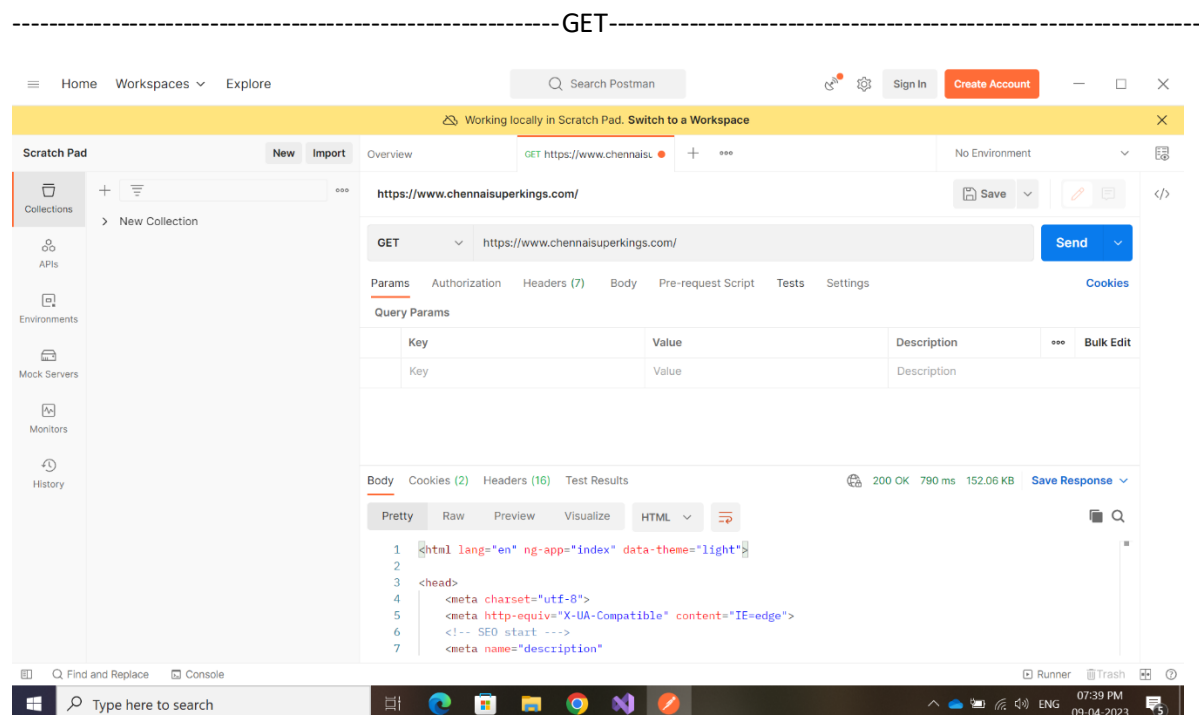 ------------------------------------------------------------GET----------------------------------------------------------------
Home Workspaces Explore Search Postman Sign In Create Account
Working locally in Scratch Pad. Switch to a Workspace
Scratch Pad New Import Overview GET https://www.chennaisu No Environment
Collections
New Collection
APIs
Environments
Mock Servers
Monitors
History
https://www.chennaisuperkings.com/ Save
GET https://www.chennaisuperkings.com/ Send
Params Authorization Headers (7) Body Pre-request Script Tests Settings Cookies
Query Params
Key Value Description Bulk Edit
Key Value Description
Body Cookies (2) Headers (16) Test Results 200 OK 790 ms 152.06 KB Save Response
Pretty Raw Preview Visualize HTML
1 <html lang="en" ng-app="index" data-theme="light">
2
3 <head>
4 <meta charset="utf-8">
5 <meta http-equiv="X-UA-Compatible" content="IE=edge">
6 <!-- SEO start --->
7 <meta name="description"
Find and Replace Console Runner Trash
Type here to search ENG 07:39 PM
09-04-2023 5